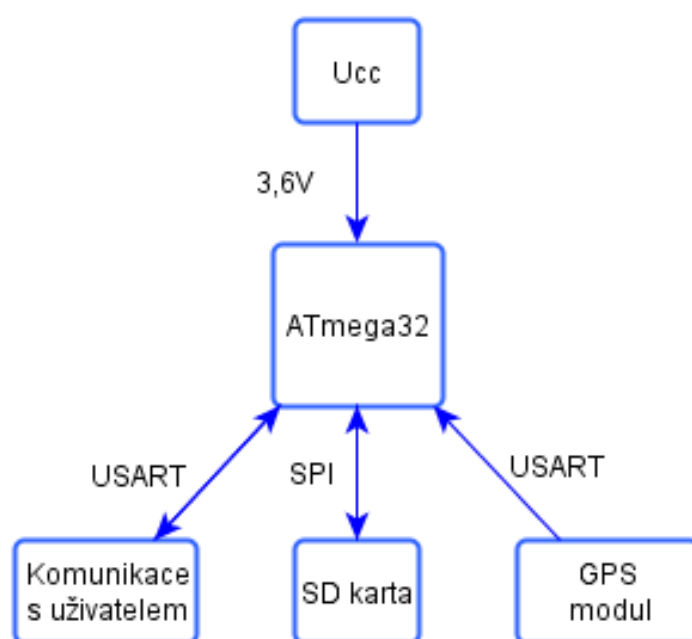 Ucc
3,6V
ATmega32
USART
SPI
USART
Komunikace
s uživatelem
SD karta
GPS
modul